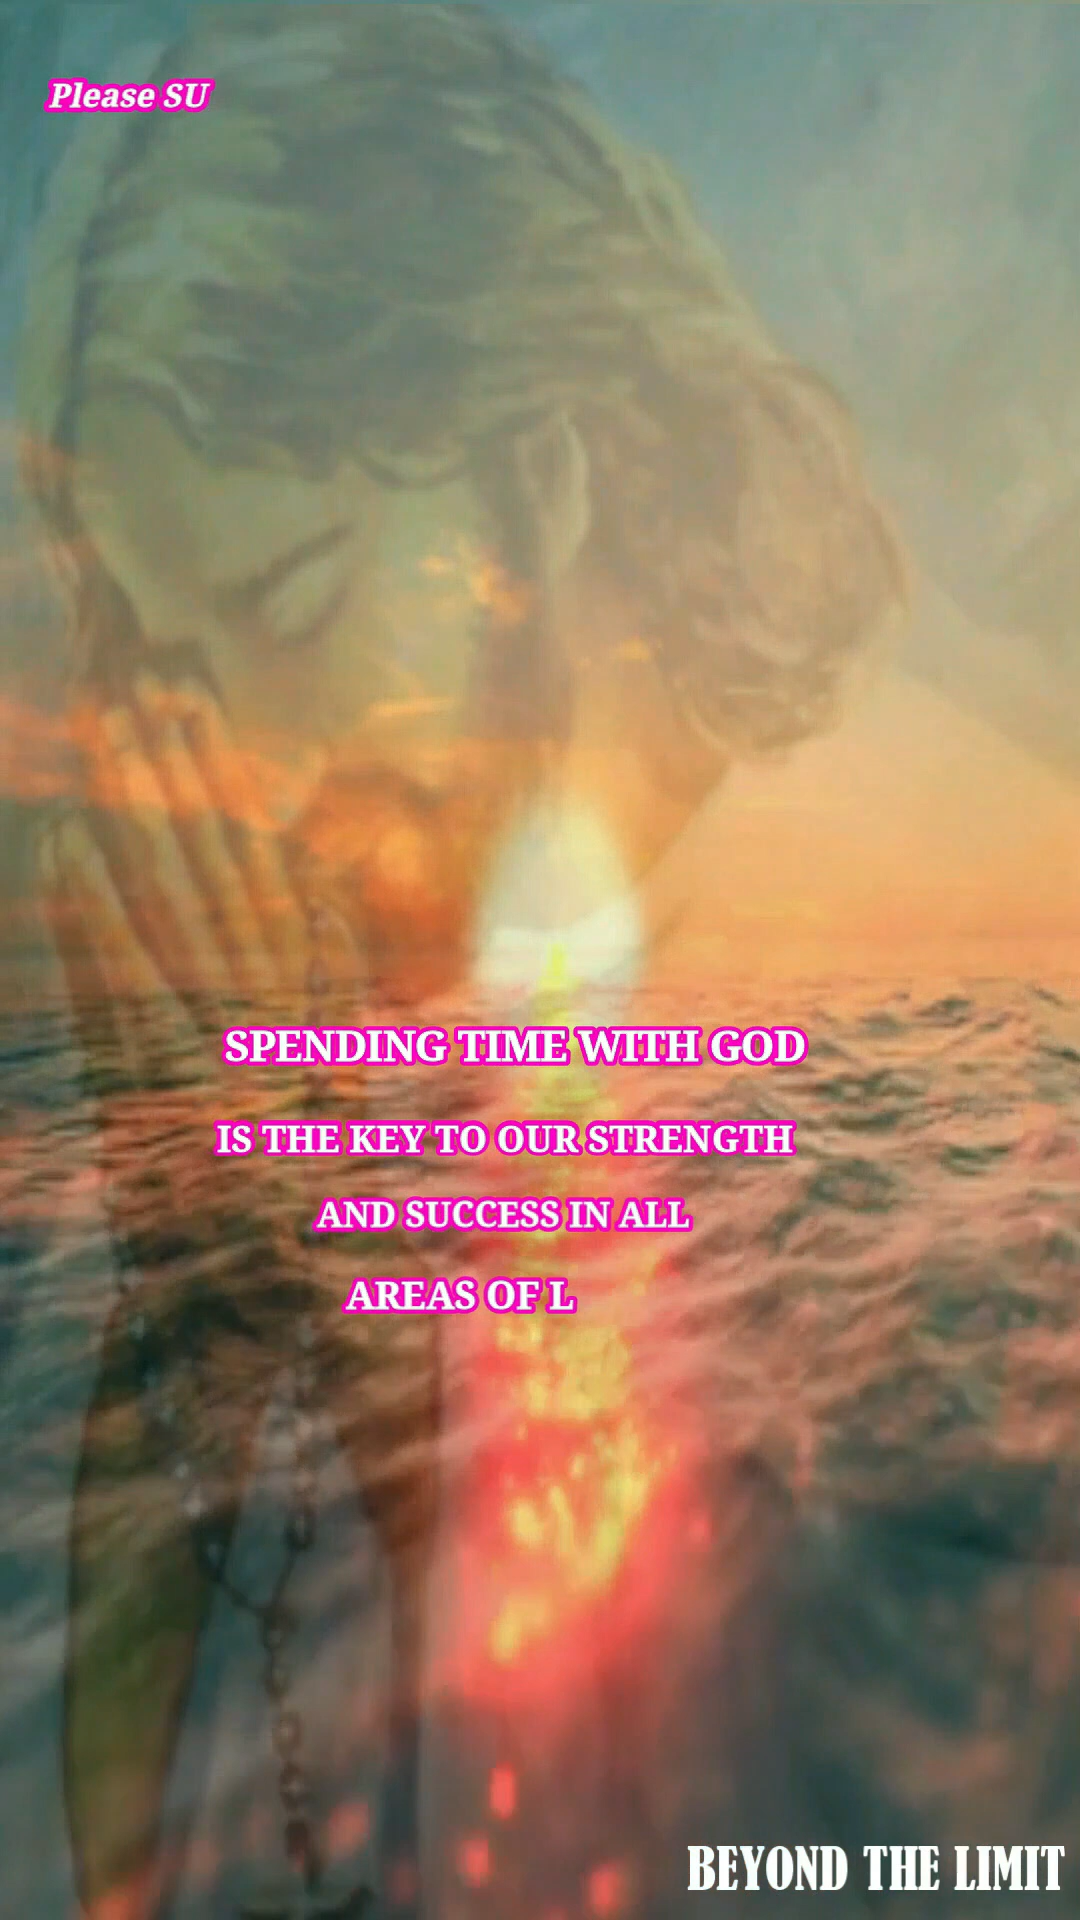 Please SU
SPENDING TIME WITH GOD
IS THE KEY TO OUR STRENGTH
AND SUCCESS IN ALL
AREAS OF L
BEYOND THE LIMIT